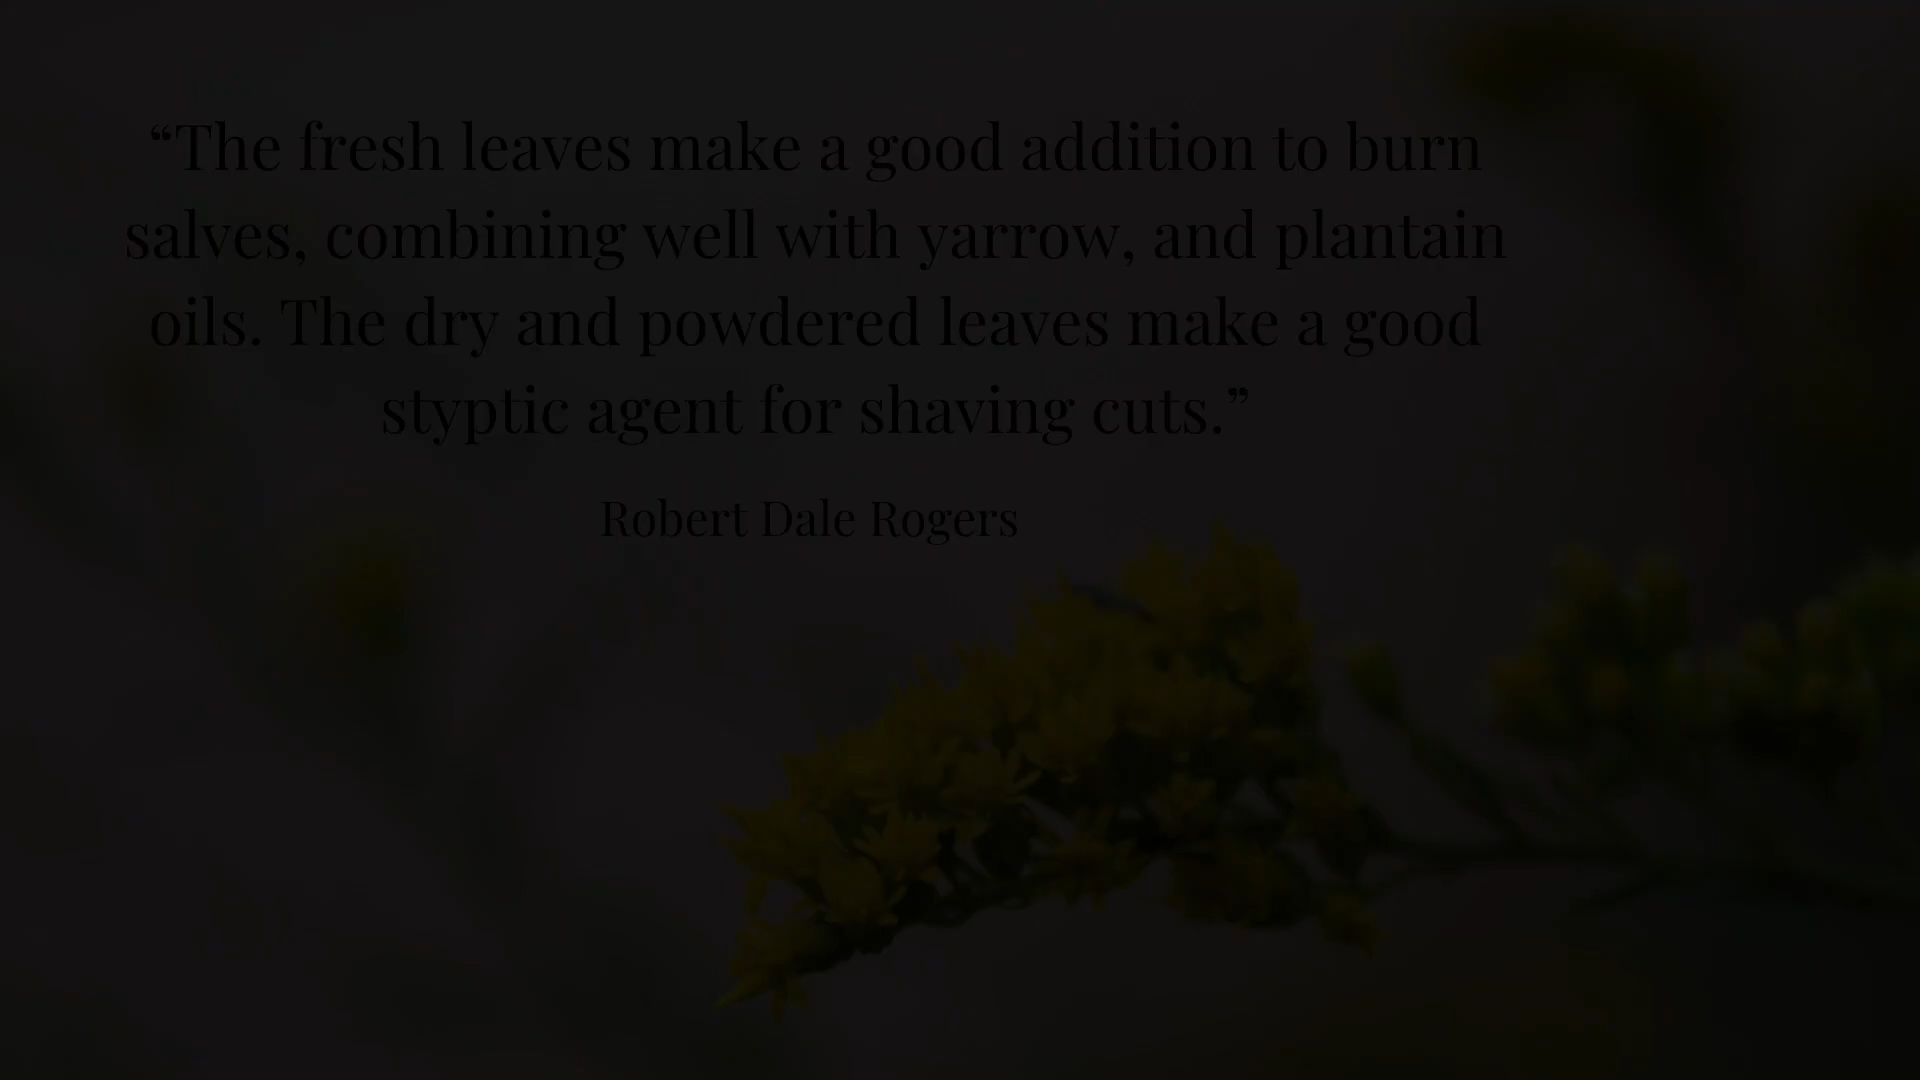 “The fresh leaves make a good addition to burn
salves, combining well with yarrow, and plantain
oils. The dry and powdered leaves make a good
styptic agent for shaving cuts.”
Robert Dale Rogers